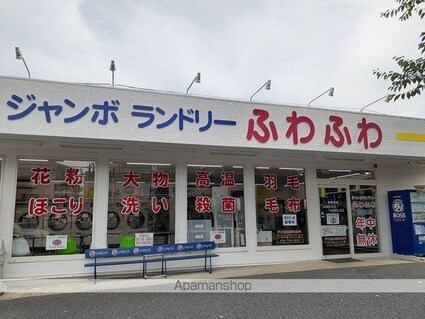 ジャンボ ランドリー ふわふわ
花粉 大物 高温 羽毛
ほこり 洗い 殺菌 毛布
年中
無休
BOSS
Apamanshop